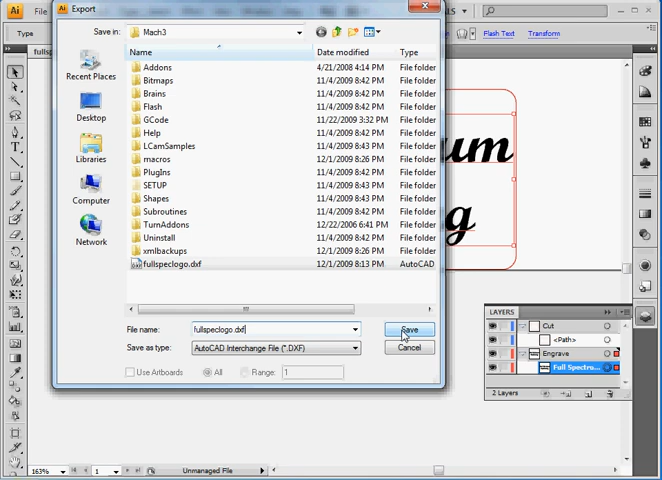 Export
File
Type
fullsp
Save in:
Mach3
15
Flash Text
Transform
Name
Date modified
Type
Recent Places
Desktop
Libraries
Computer
Network
Addons 4/21/2008 4:14 PM File folder
Bitmaps 11/4/2009 8:42 PM File folder
Brains 11/4/2009 8:42 PM File folder
Flash 11/4/2009 8:42 PM File folder
GCode 11/22/2009 3:32 PM File folder
Help 11/4/2009 8:42 PM File folder
LCamSamples 11/4/2009 8:42 PM File folder
macros 12/1/2009 8:26 PM File folder
PlugIns 11/4/2009 8:42 PM File folder
SETUP 11/4/2009 8:43 PM File folder
Shapes 11/4/2009 8:43 PM File folder
Subroutines 11/4/2009 8:42 PM File folder
TurnAddons 12/22/2006 6:41 PM File folder
Uninstall 11/4/2009 8:42 PM File folder
xmlbackups 12/1/2009 8:26 PM File folder
fullspeclogo.dxf 12/1/2009 8:13 PM AutoCAD
File name:
fullspeclogo.dxf
Save
Save as type:
AutoCAD Interchange File (*.DXF)
Cancel
Use Artboards
All
Range:
1
um
g
LAYERS
Cut
<Path>
Engrave
Full Spectru...
2 Layers
163%
1
Unmanaged File